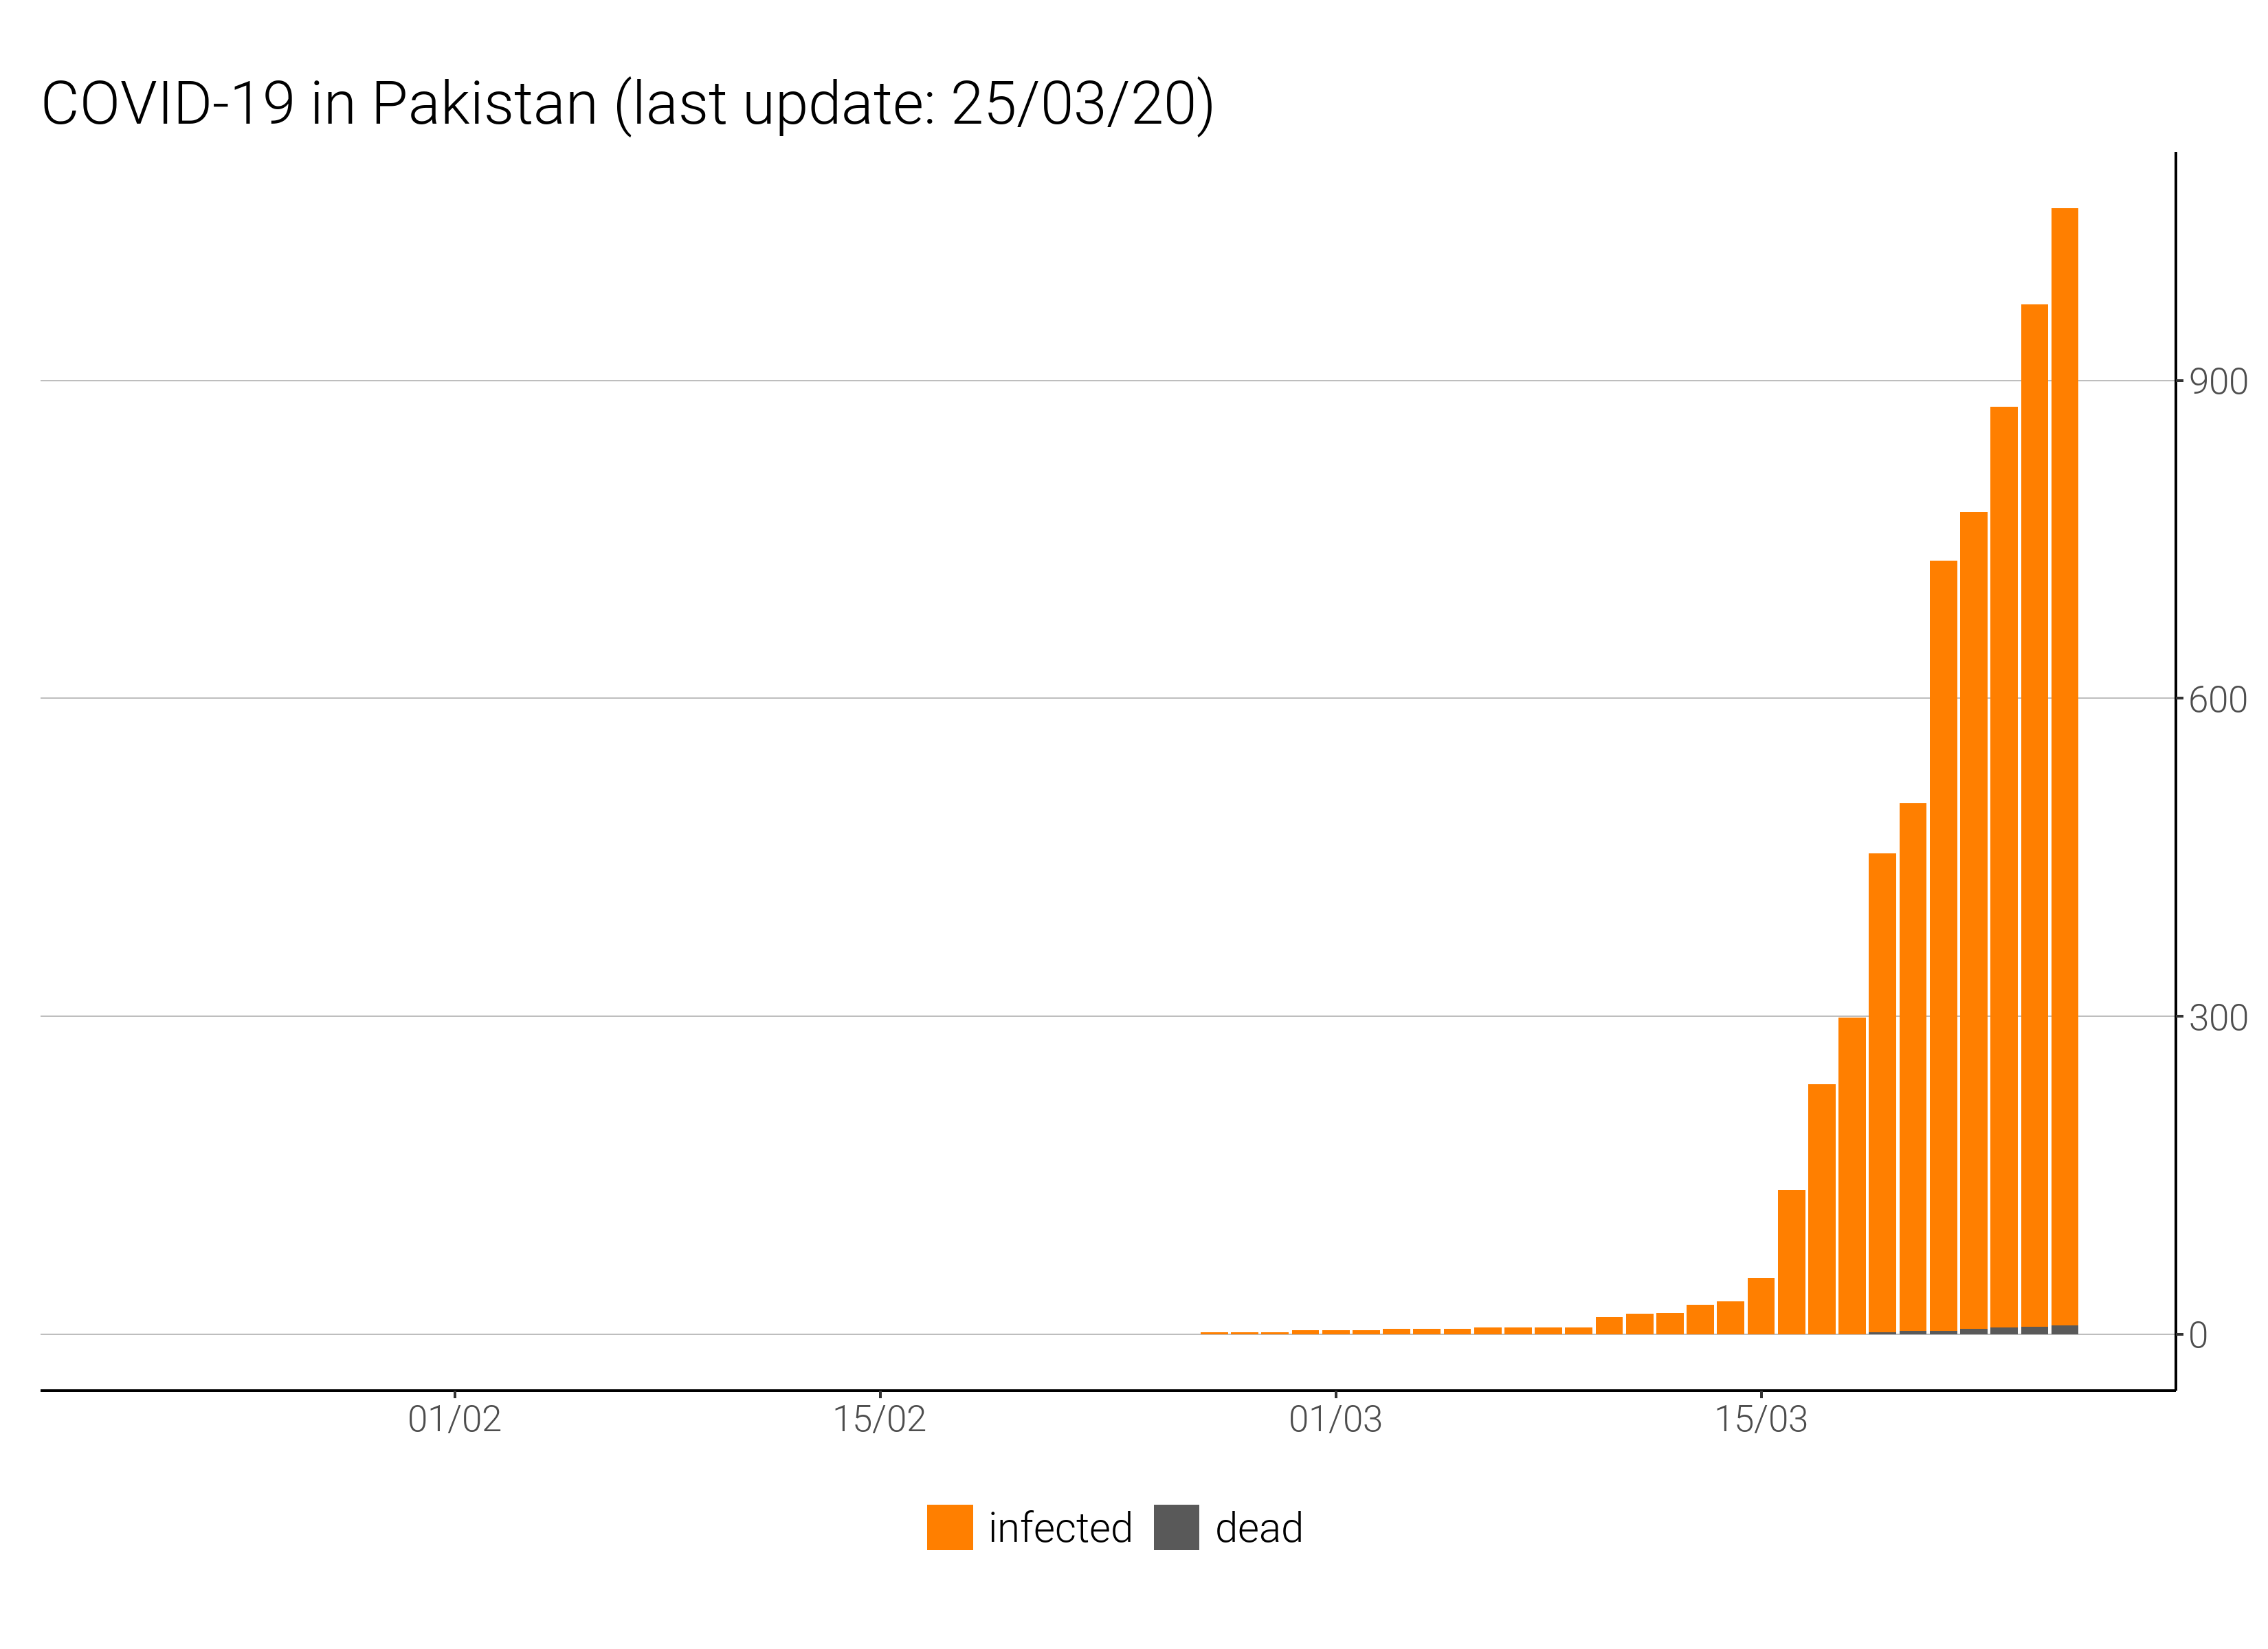 COVID-19 in Pakistan (last update: 25/03/20)
900
600
300
0
01/02 15/02 01/03 15/03
infected dead